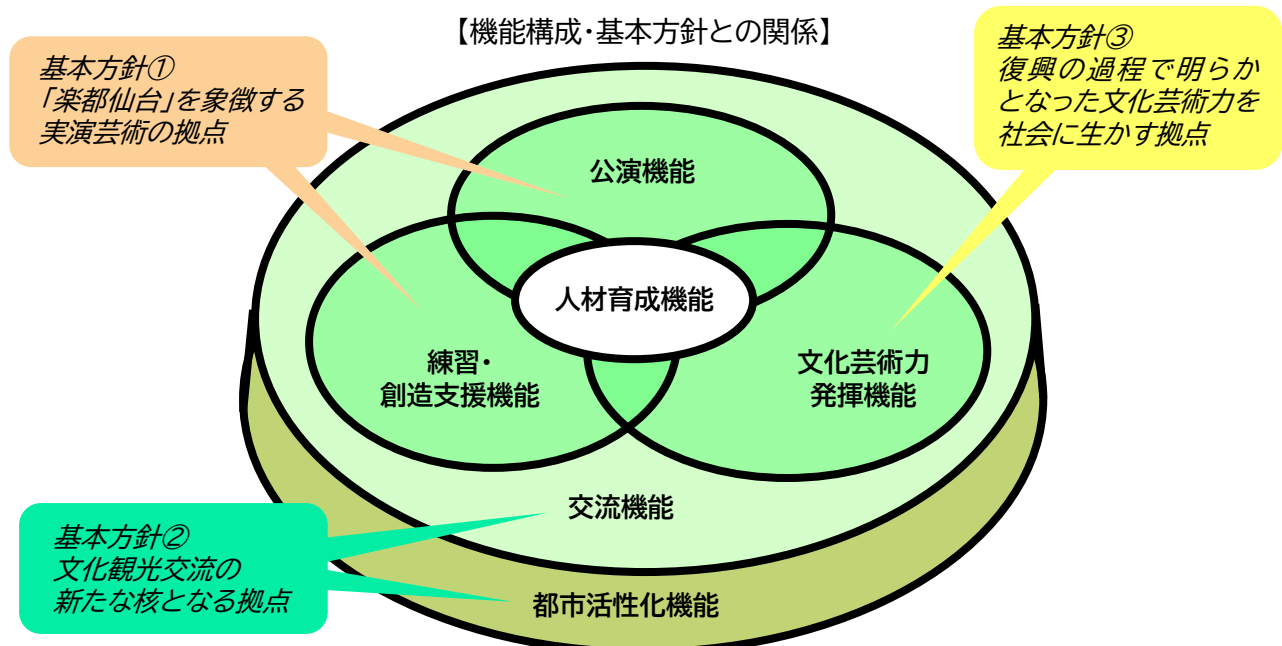 【機能構成・基本方針との関係】
基本方針①
「楽都仙台」を象徴する
実演芸術の拠点
基本方針③
復興の過程で明らか
となった文化芸術力を
社会に生かす拠点
公演機能
人材育成機能
練習・
創造支援機能
文化芸術力
発揮機能
交流機能
基本方針②
文化観光交流の
新たな核となる拠点
都市活性化機能